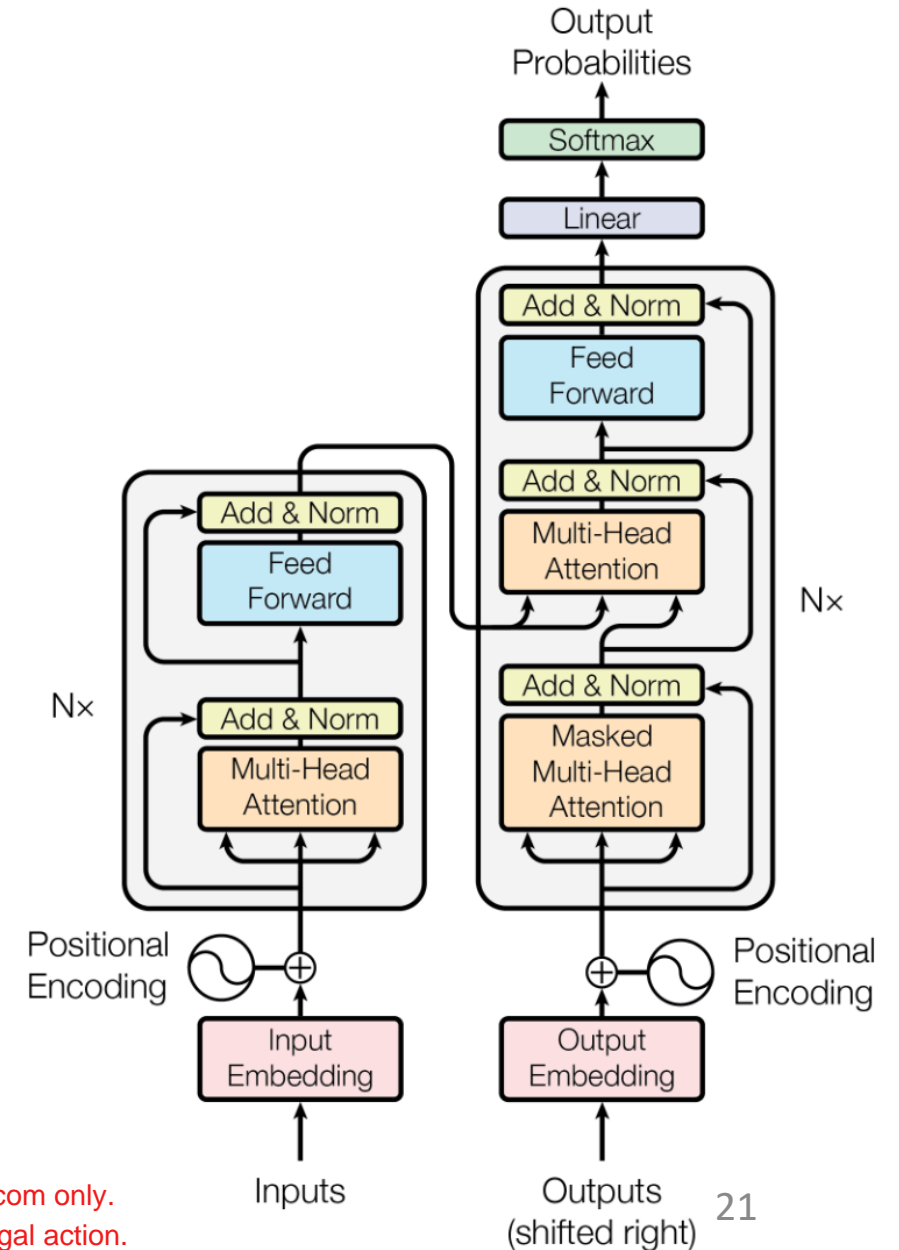 Output
Probabilities
Softmax
Linear
Add & Norm
Feed
Forward
Add & Norm
Multi-Head
Attention
Nx
Add & Norm
Masked
Multi-Head
Attention
Add & Norm
Feed
Forward
Nx
Add & Norm
Multi-Head
Attention
Positional
Encoding
Positional
Encoding
Input
Embedding
Output
Embedding
Inputs
Outputs
(shifted right)
com only.
gal action.
21